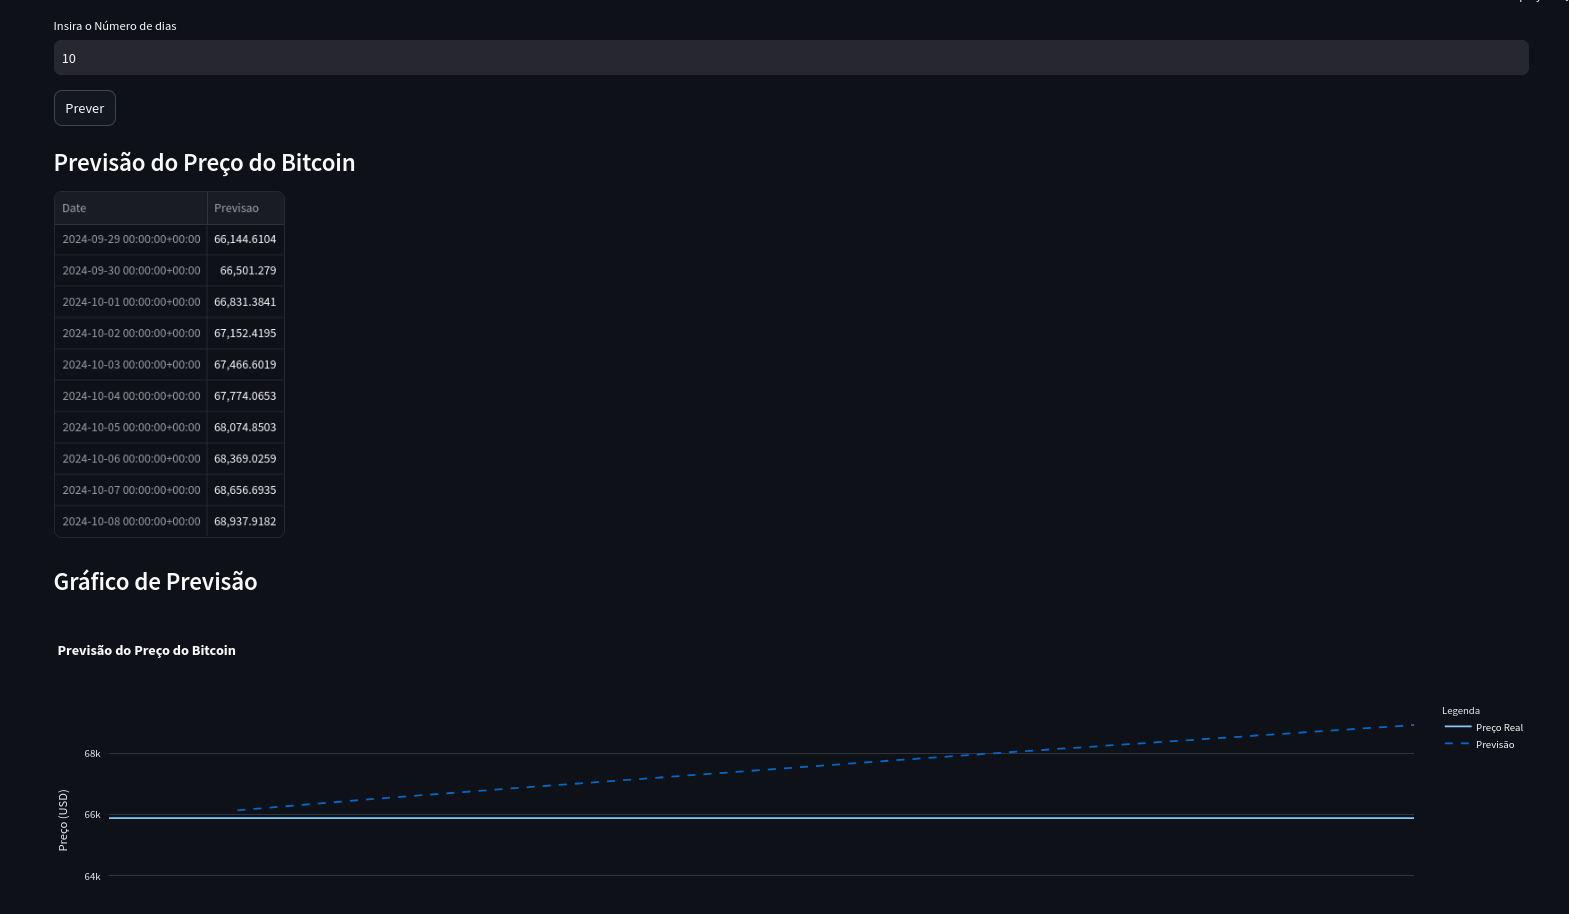 Insira o Número de dias
10
Prever
Previsão do Preço do Bitcoin
Date Previsao
2024-09-29 00:00:00+00:00 66,144.6104
2024-09-30 00:00:00+00:00 66,501.279
2024-10-01 00:00:00+00:00 66,831.3841
2024-10-02 00:00:00+00:00 67,152.4195
2024-10-03 00:00:00+00:00 67,466.6019
2024-10-04 00:00:00+00:00 67,774.0653
2024-10-05 00:00:00+00:00 68,074.8503
2024-10-06 00:00:00+00:00 68,369.0259
2024-10-07 00:00:00+00:00 68,656.6935
2024-10-08 00:00:00+00:00 68,937.9182
Gráfico de Previsão
Previsão do Preço do Bitcoin
Legenda
Preço Real
Previsão
68k
66k
64k
Preço (USD)